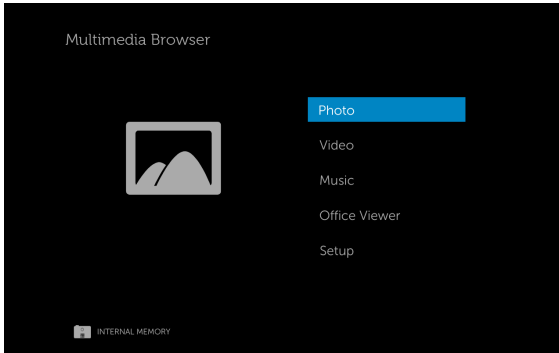 Multimedia Browser
Photo
Video
Music
Office Viewer
Setup
INTERNAL MEMORY